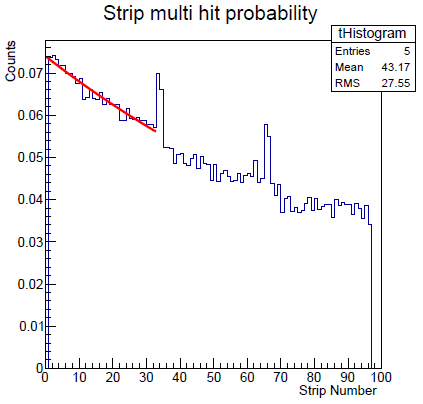 Strip multi hit probability
tHistogram
Entries 5
Mean 43.17
RMS 27.55
Counts
0.07
0.06
0.05
0.04
0.03
0.02
0.01
0
0 10 20 30 40 50 60 70 80 90 100
Strip Number